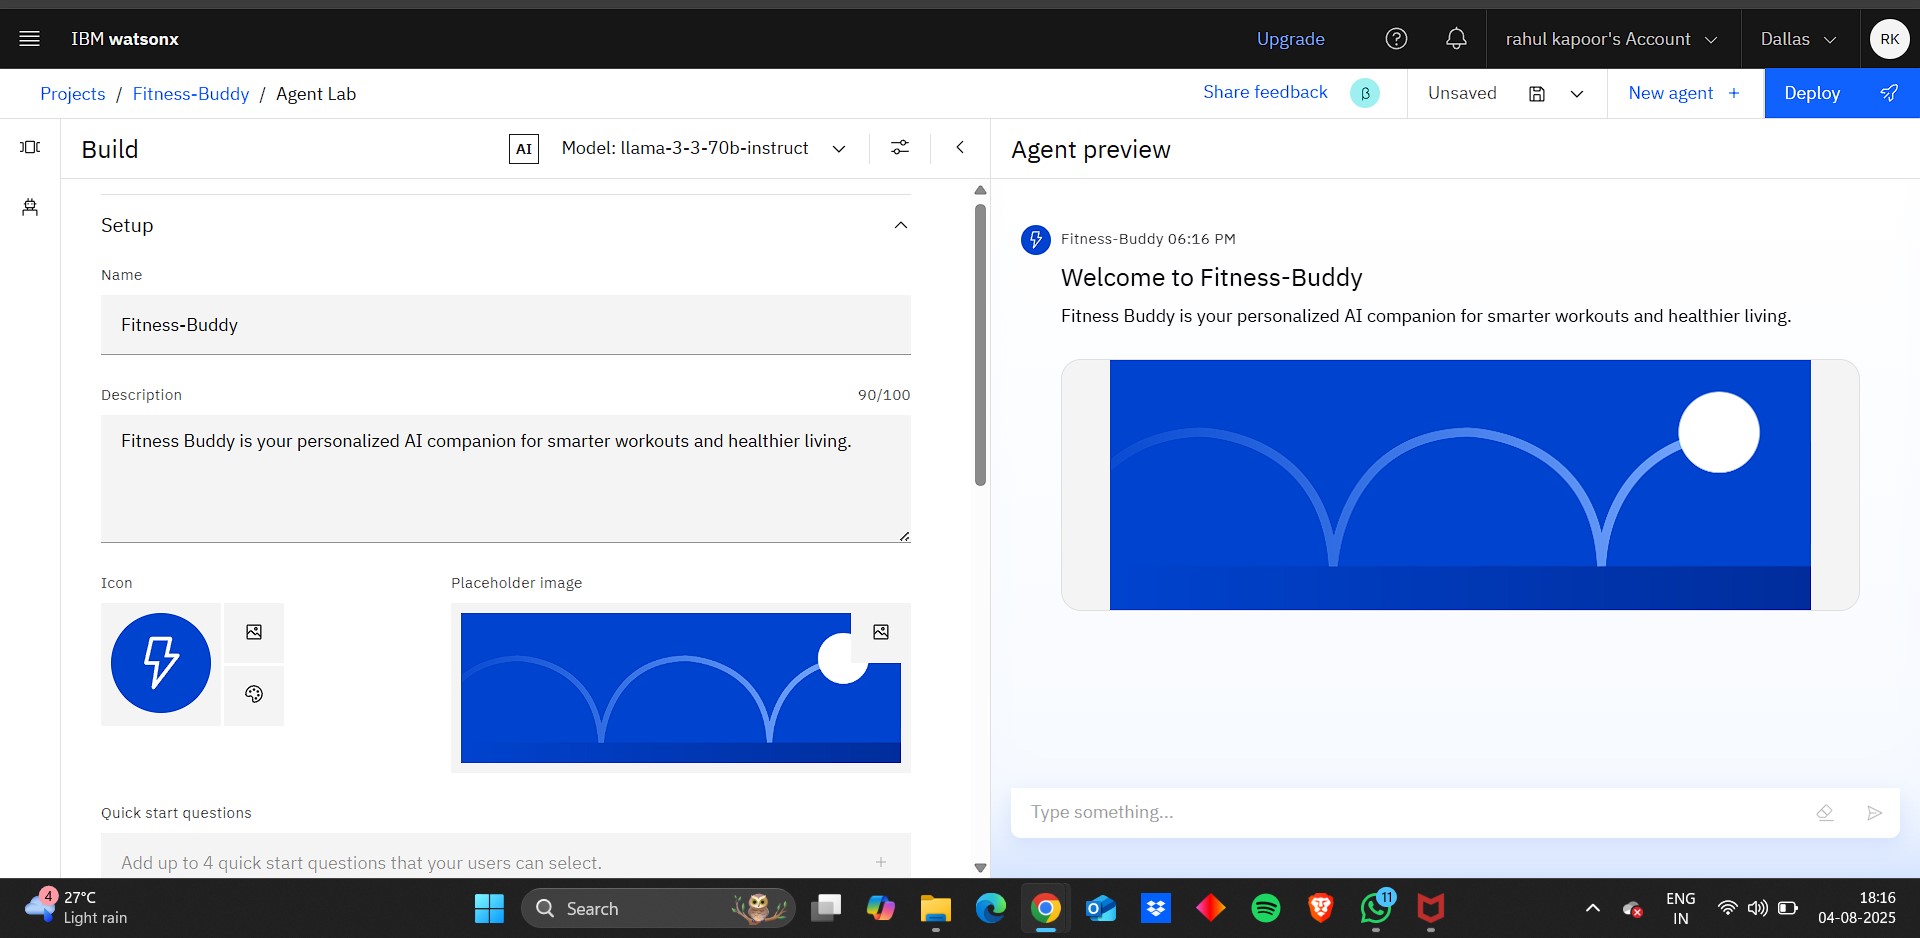 IBM watsonx
Upgrade
rahul kapoor's Account
Dallas
RK
Projects / Fitness-Buddy / Agent Lab
Share feedback
β
Unsaved
New agent +
Deploy
Build
AI
Model: llama-3-3-70b-instruct
Agent preview
Setup
Name
Fitness-Buddy
Description
90/100
Fitness Buddy is your personalized AI companion for smarter workouts and healthier living.
Icon
Placeholder image
Quick start questions
Add up to 4 quick start questions that your users can select.
Fitness-Buddy 06:16 PM
Welcome to Fitness-Buddy
Fitness Buddy is your personalized AI companion for smarter workouts and healthier living.
Type something...
4
27°C
Light rain
Search
11
ENG
IN
18:16
04-08-2025